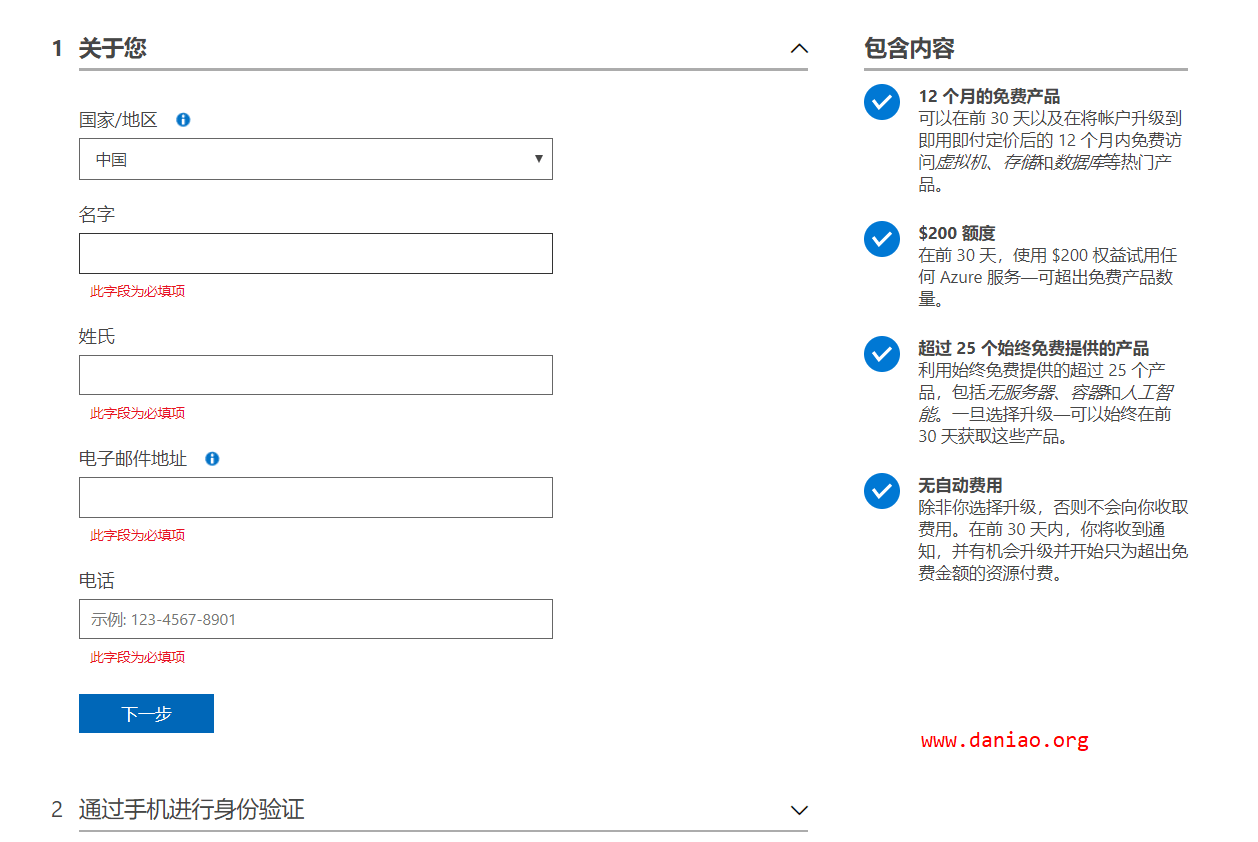 1 关于您
国家/地区
中国
名字
此字段为必填项
姓氏
此字段为必填项
电子邮件地址
此字段为必填项
电话
示例: 123-4567-8901
此字段为必填项
下一步
2 通过手机进行身份验证
包含内容
12 个月的免费产品
可以在前 30 天以及在将帐户升级到
即用即付定价后的 12 个月内免费访
问虚拟机、存储和数据库等热门产
品。
$200 额度
在前 30 天，使用 $200 权益试用任
何 Azure 服务—可超出免费产品数
量。
超过 25 个始终免费提供的产品
利用始终免费提供的超过 25 个产
品，包括无服务器、容器和人工智
能。一旦选择升级—可以始终在前
30 天获取这些产品。
无自动费用
除非你选择升级，否则不会向你收取
费用。在前 30 天内，你将收到通
知，并有机会升级并开始只为超出免
费金额的资源付费。
www.daniao.org